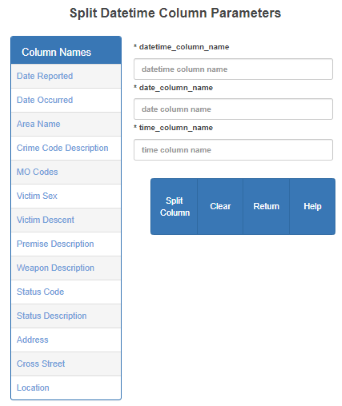 Split Datetime Column Parameters
Column Names
Date Reported
Date Occurred
Area Name
Crime Code Description
MO Codes
Victim Sex
Victim Descent
Premise Description
Weapon Description
Status Code
Status Description
Address
Cross Street
Location
* datetime_column_name
datetime column name
* date_column_name
date column name
* time_column_name
time column name
Split
Column
Clear
Return
Help